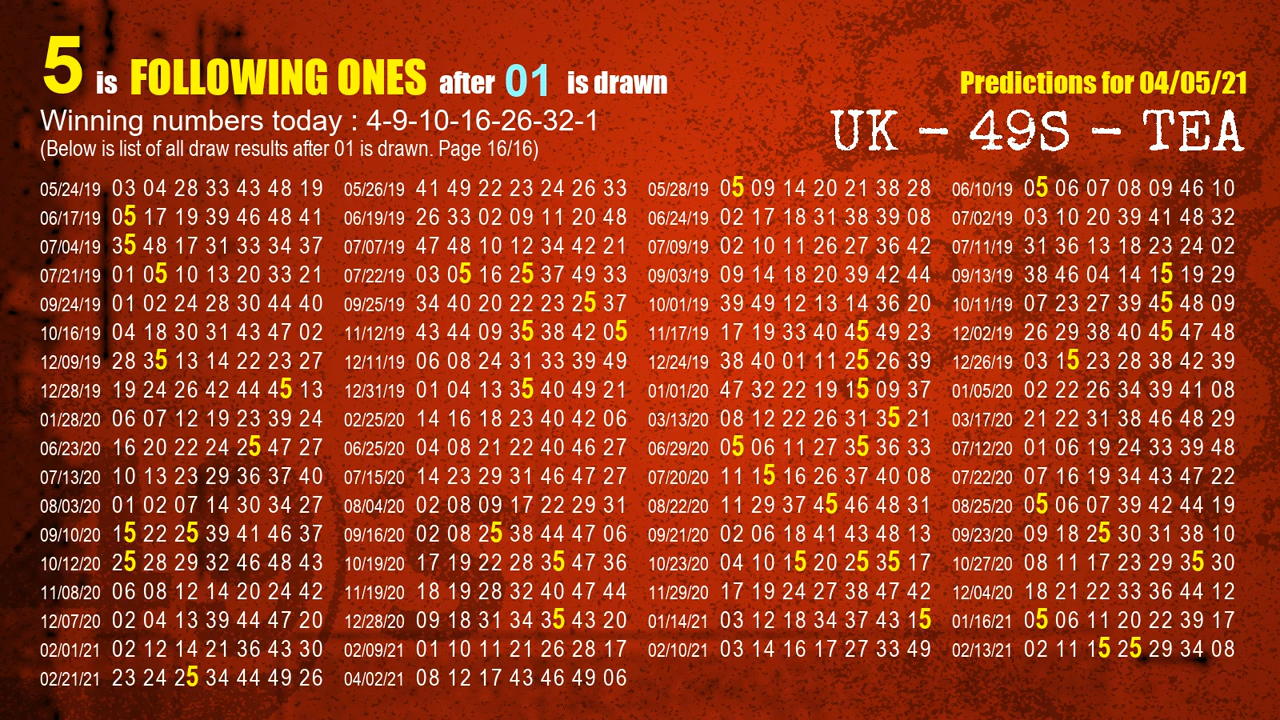 5 is FOLLOWING ONES after 01 is drawn
Predictions for 04/05/21
Winning numbers today : 4-9-10-16-26-32-1
UK - 49S - TEA
(Below is list of all draw results after 01 is drawn. Page 16/16)
05/24/19 03 04 28 33 43 48 19 05/26/19 41 49 22 23 24 26 33 05/28/19 05 09 14 20 21 38 28 06/10/19 05 06 07 08 09 46 10
06/17/19 05 17 19 39 46 48 41 06/19/19 26 33 02 09 11 20 48 06/24/19 02 17 18 31 38 39 08 07/02/19 03 10 20 39 41 48 32
07/04/19 35 48 17 31 33 34 37 07/07/19 47 48 10 12 34 42 21 07/09/19 02 10 11 26 27 36 42 07/11/19 31 36 13 18 23 24 02
07/21/19 01 05 10 13 20 33 21 07/22/19 03 05 16 25 37 49 33 09/03/19 09 14 18 20 39 42 44 09/13/19 38 46 04 14 15 19 29
09/24/19 01 02 24 28 30 44 40 09/25/19 34 40 20 22 23 25 37 10/01/19 39 49 12 13 14 36 20 10/11/19 07 23 27 39 45 48 09
10/16/19 04 18 30 31 43 47 02 11/12/19 43 44 09 35 38 42 05 11/17/19 17 19 33 40 45 49 23 12/02/19 26 29 38 40 45 47 48
12/09/19 28 35 13 14 22 23 27 12/11/19 06 08 24 31 33 39 49 12/24/19 38 40 01 11 25 26 39 12/26/19 03 15 23 28 38 42 39
12/28/19 19 24 26 42 44 45 13 12/31/19 01 04 13 35 40 49 21 01/01/20 47 32 22 19 15 09 37 01/05/20 02 22 26 34 39 41 08
01/28/20 06 07 12 19 23 39 24 02/25/20 14 16 18 23 40 42 06 03/13/20 08 12 22 26 31 35 21 03/17/20 21 22 31 38 46 48 29
06/23/20 16 20 22 24 25 47 27 06/25/20 04 08 21 22 40 46 27 06/29/20 05 06 11 27 35 36 33 07/12/20 01 06 19 24 33 39 48
07/13/20 10 13 23 29 36 37 40 07/15/20 14 23 29 31 46 47 27 07/20/20 11 15 16 26 37 40 08 07/22/20 07 16 19 34 43 47 22
08/03/20 01 02 07 14 30 34 27 08/04/20 02 08 09 17 22 29 31 08/22/20 11 29 37 45 46 48 31 08/25/20 05 06 07 39 42 44 19
09/10/20 15 22 25 39 41 46 37 09/16/20 02 08 25 38 44 47 06 09/21/20 02 06 18 41 43 48 13 09/23/20 09 18 25 30 31 38 10
10/12/20 25 28 29 32 46 48 43 10/19/20 17 19 22 28 35 47 36 10/23/20 04 10 15 20 25 35 17 10/27/20 08 11 17 23 29 35 30
11/08/20 06 08 12 14 20 24 42 11/19/20 18 19 28 32 40 47 44 11/29/20 17 19 24 27 38 47 42 12/04/20 18 21 22 33 36 44 12
12/07/20 02 04 13 39 44 47 20 12/28/20 09 18 31 34 35 43 20 01/14/21 03 12 18 34 37 43 15 01/16/21 05 06 11 20 22 39 17
02/01/21 02 12 14 21 36 43 30 02/09/21 01 10 11 21 26 28 17 02/10/21 03 14 16 17 27 33 49 02/13/21 02 11 15 25 29 34 08
02/21/21 23 24 25 34 44 49 26 04/02/21 08 12 17 43 46 49 06